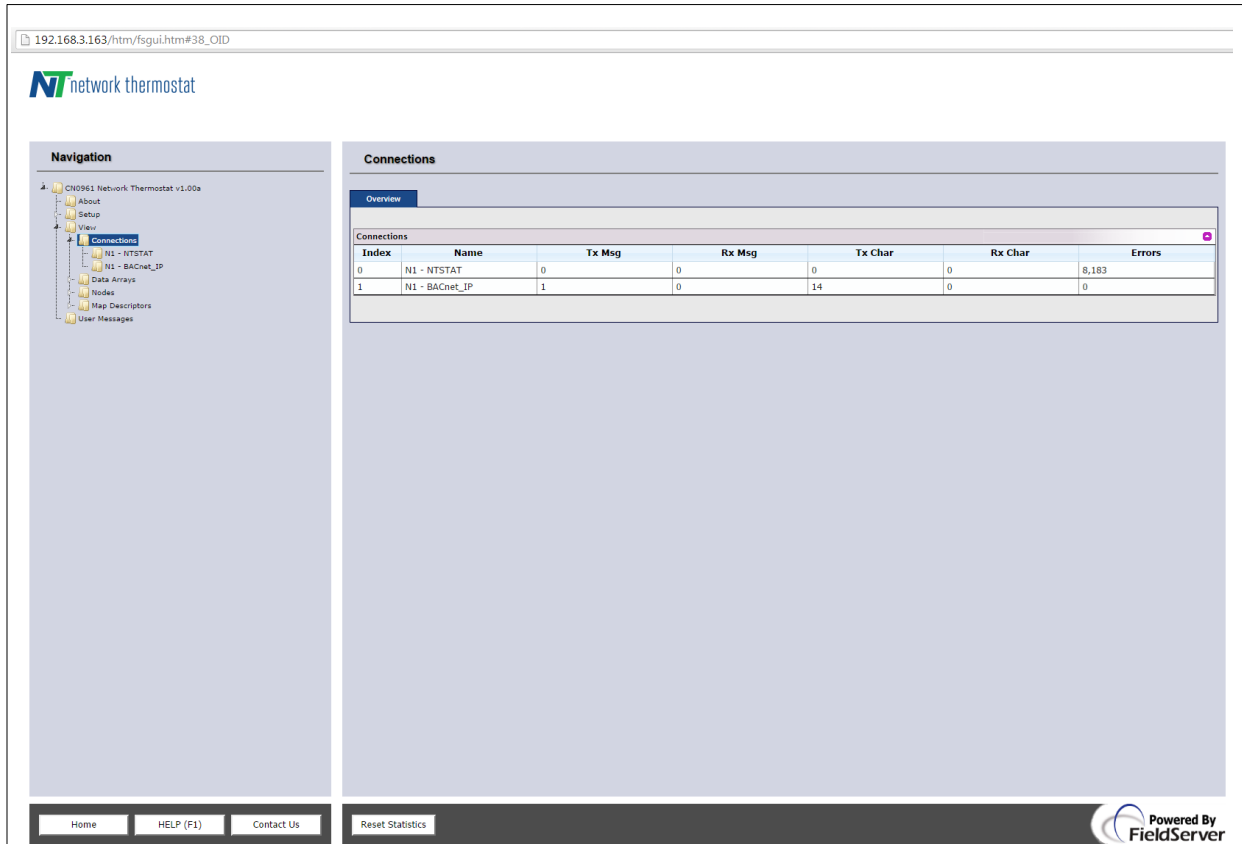 192.168.3.163/htm/fsgui.htm#38_OID
NT network thermostat
Navigation
CN0961 Network Thermostat v1.00a
About
Setup
View
Connections
N1 - NTSTAT
N1 - BACnet_IP
Data Arrays
Nodes
Map Descriptors
User Messages
Connections
Overview
Connections
Index Name Tx Msg Rx Msg Tx Char Rx Char Errors
0 N1 - NTSTAT 0 0 0 0 8,183
1 N1 - BACnet_IP 1 0 14 0 0
Home HELP (F1) Contact Us Reset Statistics
Powered By
FieldServer